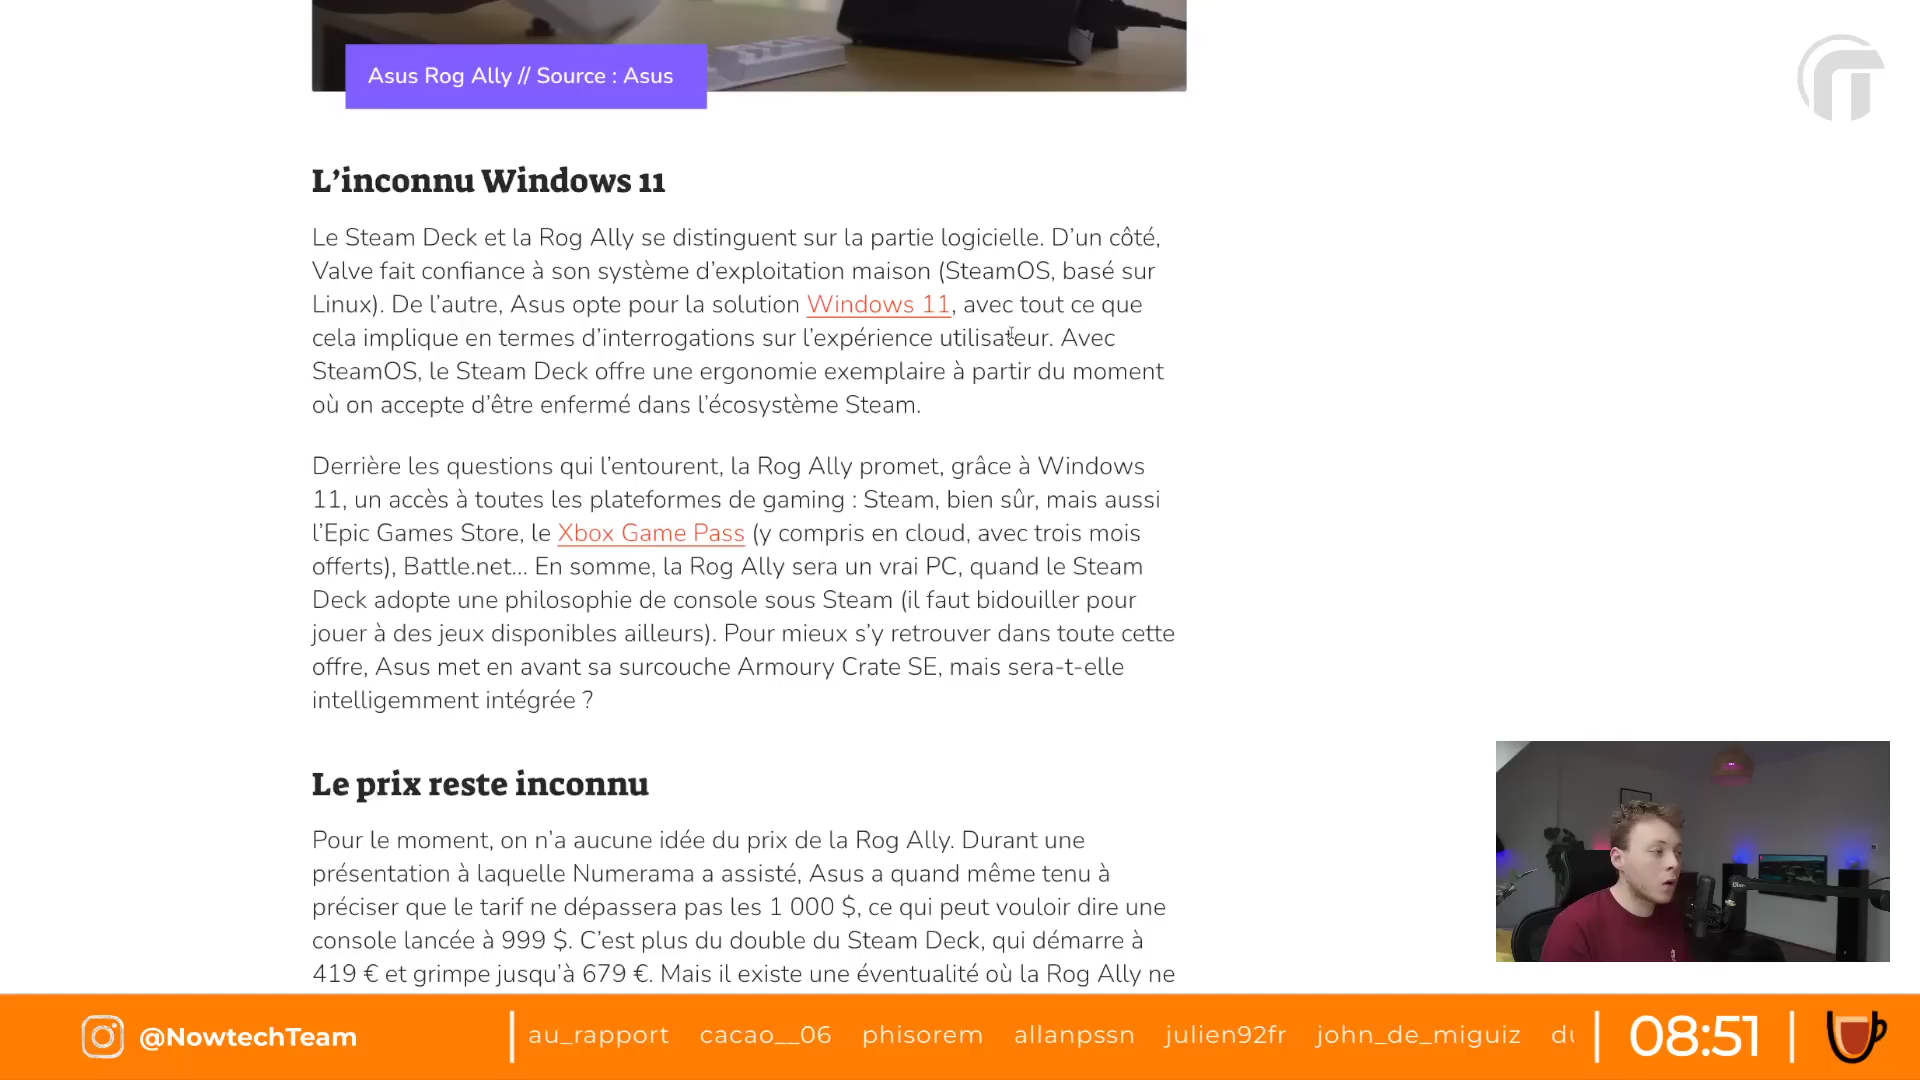 Asus Rog Ally // Source : Asus
L’inconnu Windows 11
Le Steam Deck et la Rog Ally se distinguent sur la partie logicielle. D’un côté,
Valve fait confiance à son système d’exploitation maison (SteamOS, basé sur
Linux). De l’autre, Asus opte pour la solution Windows 11, avec tout ce que
cela implique en termes d’interrogations sur l’expérience utilisateur. Avec
SteamOS, le Steam Deck offre une ergonomie exemplaire à partir du moment
où on accepte d’être enfermé dans l’écosystème Steam.
Derrière les questions qui l’entourent, la Rog Ally promet, grâce à Windows
11, un accès à toutes les plateformes de gaming : Steam, bien sûr, mais aussi
l’Epic Games Store, le Xbox Game Pass (y compris en cloud, avec trois mois
offerts), Battle.net… En somme, la Rog Ally sera un vrai PC, quand le Steam
Deck adopte une philosophie de console sous Steam (il faut bidouiller pour
jouer à des jeux disponibles ailleurs). Pour mieux s’y retrouver dans toute cette
offre, Asus met en avant sa surcouche Armoury Crate SE, mais sera-t-elle
intelligemment intégrée ?
Le prix reste inconnu
Pour le moment, on n’a aucune idée du prix de la Rog Ally. Durant une
présentation à laquelle Numerama a assisté, Asus a quand même tenu à
préciser que le tarif ne dépassera pas les 1 000 $, ce qui peut vouloir dire une
console lancée à 999 $. C’est plus du double du Steam Deck, qui démarre à
419 € et grimpe jusqu’à 679 €. Mais il existe une éventualité où la Rog Ally ne
@NowtechTeam
au_rapport cacao__06 phisorem allanpssn julien92fr john_de_miguiz
08:51